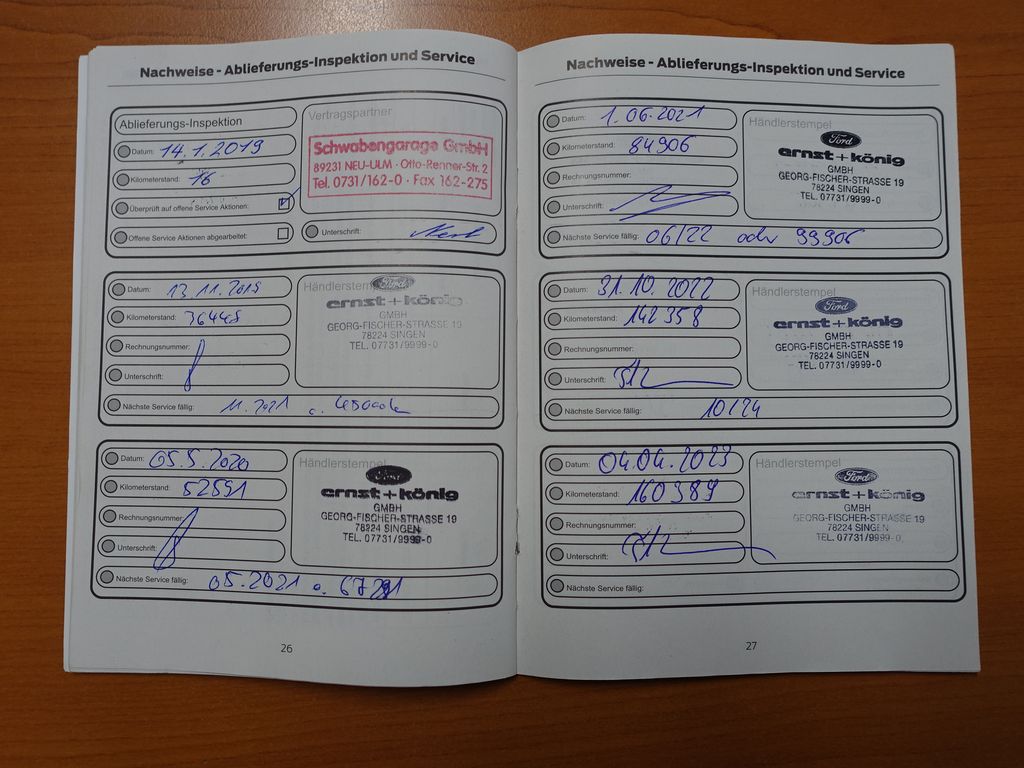 Nachweise - Ablieferungs-Inspektion und Service
Ablieferungs-Inspektion
Datum: 14.1.2019
Kilometerstand: 16
Überprüft auf offene Service Aktionen:
Offene Service Aktionen abgearbeitet:
Vertragspartner
Schwabengarage GmbH
89231 NEU-ULM · Otto-Renner-Str. 2
Tel. 0731/162-0 · Fax 162-275
Unterschrift:
Datum: 13.11.2019
Kilometerstand: 36448
Rechnungsnummer:
Unterschrift:
Händlerstempel
Ford
ernst+könig
GMBH
GEORG-FISCHER-STRASSE 19
78224 SINGEN
TEL. 07731/9999-0
Nächste Service fällig: 11.2021 o.
Datum: 05.5.2020
Kilometerstand: 52591
Rechnungsnummer:
Unterschrift:
Händlerstempel
Ford
ernst+könig
GMBH
GEORG-FISCHER-STRASSE 19
78224 SINGEN
TEL. 07731/9999-0
Nächste Service fällig: 05.2021 o. 67291
26
Nachweise - Ablieferungs-Inspektion und Service
Datum: 1.06.2021
Kilometerstand: 84906
Rechnungsnummer:
Unterschrift:
Händlerstempel
Ford
ernst+könig
GMBH
GEORG-FISCHER-STRASSE 19
78224 SINGEN
TEL. 07731/9999-0
Nächste Service fällig: 06/22 oder 99906
Datum: 31.10.2022
Kilometerstand: 142358
Rechnungsnummer:
Unterschrift:
Händlerstempel
Ford
ernst+könig
GMBH
GEORG-FISCHER-STRASSE 19
78224 SINGEN
TEL. 07731/9999-0
Nächste Service fällig: 10/24
Datum: 04.04.2023
Kilometerstand: 160389
Rechnungsnummer:
Unterschrift:
Händlerstempel
Ford
ernst+könig
GMBH
GEORG-FISCHER-STRASSE 19
78224 SINGEN
TEL. 07731/9999-0
Nächste Service fällig:
27